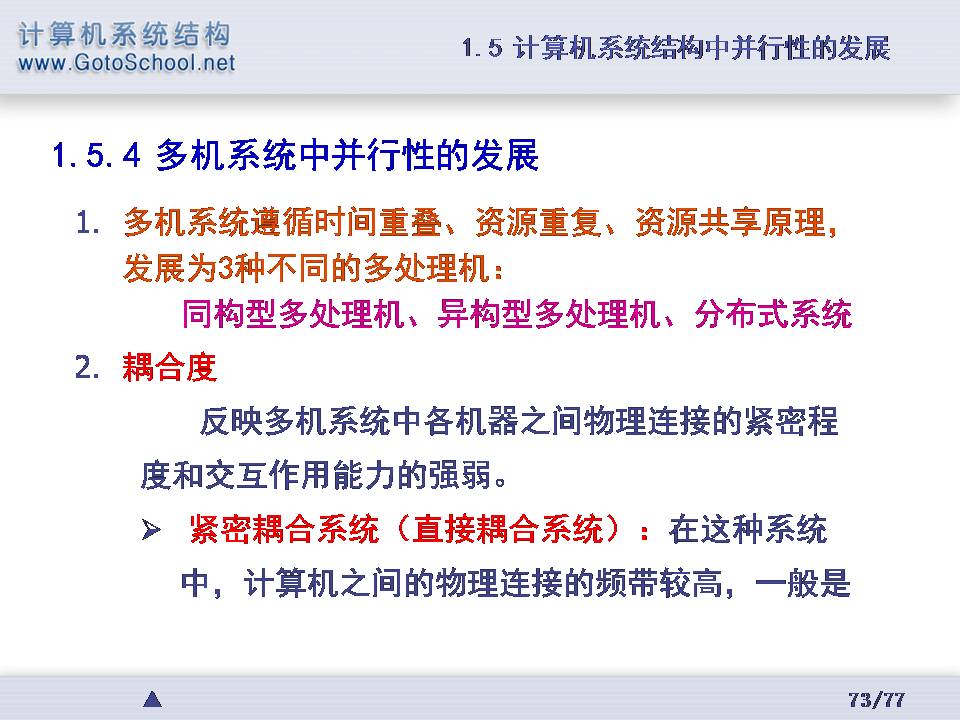 计算机系统结构
www.GotoSchool.net
1.5 计算机系统结构中并行性的发展
1.5.4 多机系统中并行性的发展
1. 多机系统遵循时间重叠、资源重复、资源共享原理，
发展为3种不同的多处理机：
同构型多处理机、异构型多处理机、分布式系统
2. 耦合度
反映多机系统中各机器之间物理连接的紧密程
度和交互作用能力的强弱。
➢ 紧密耦合系统（直接耦合系统）：在这种系统
中，计算机之间的物理连接的频带较高，一般是
▲
73/77